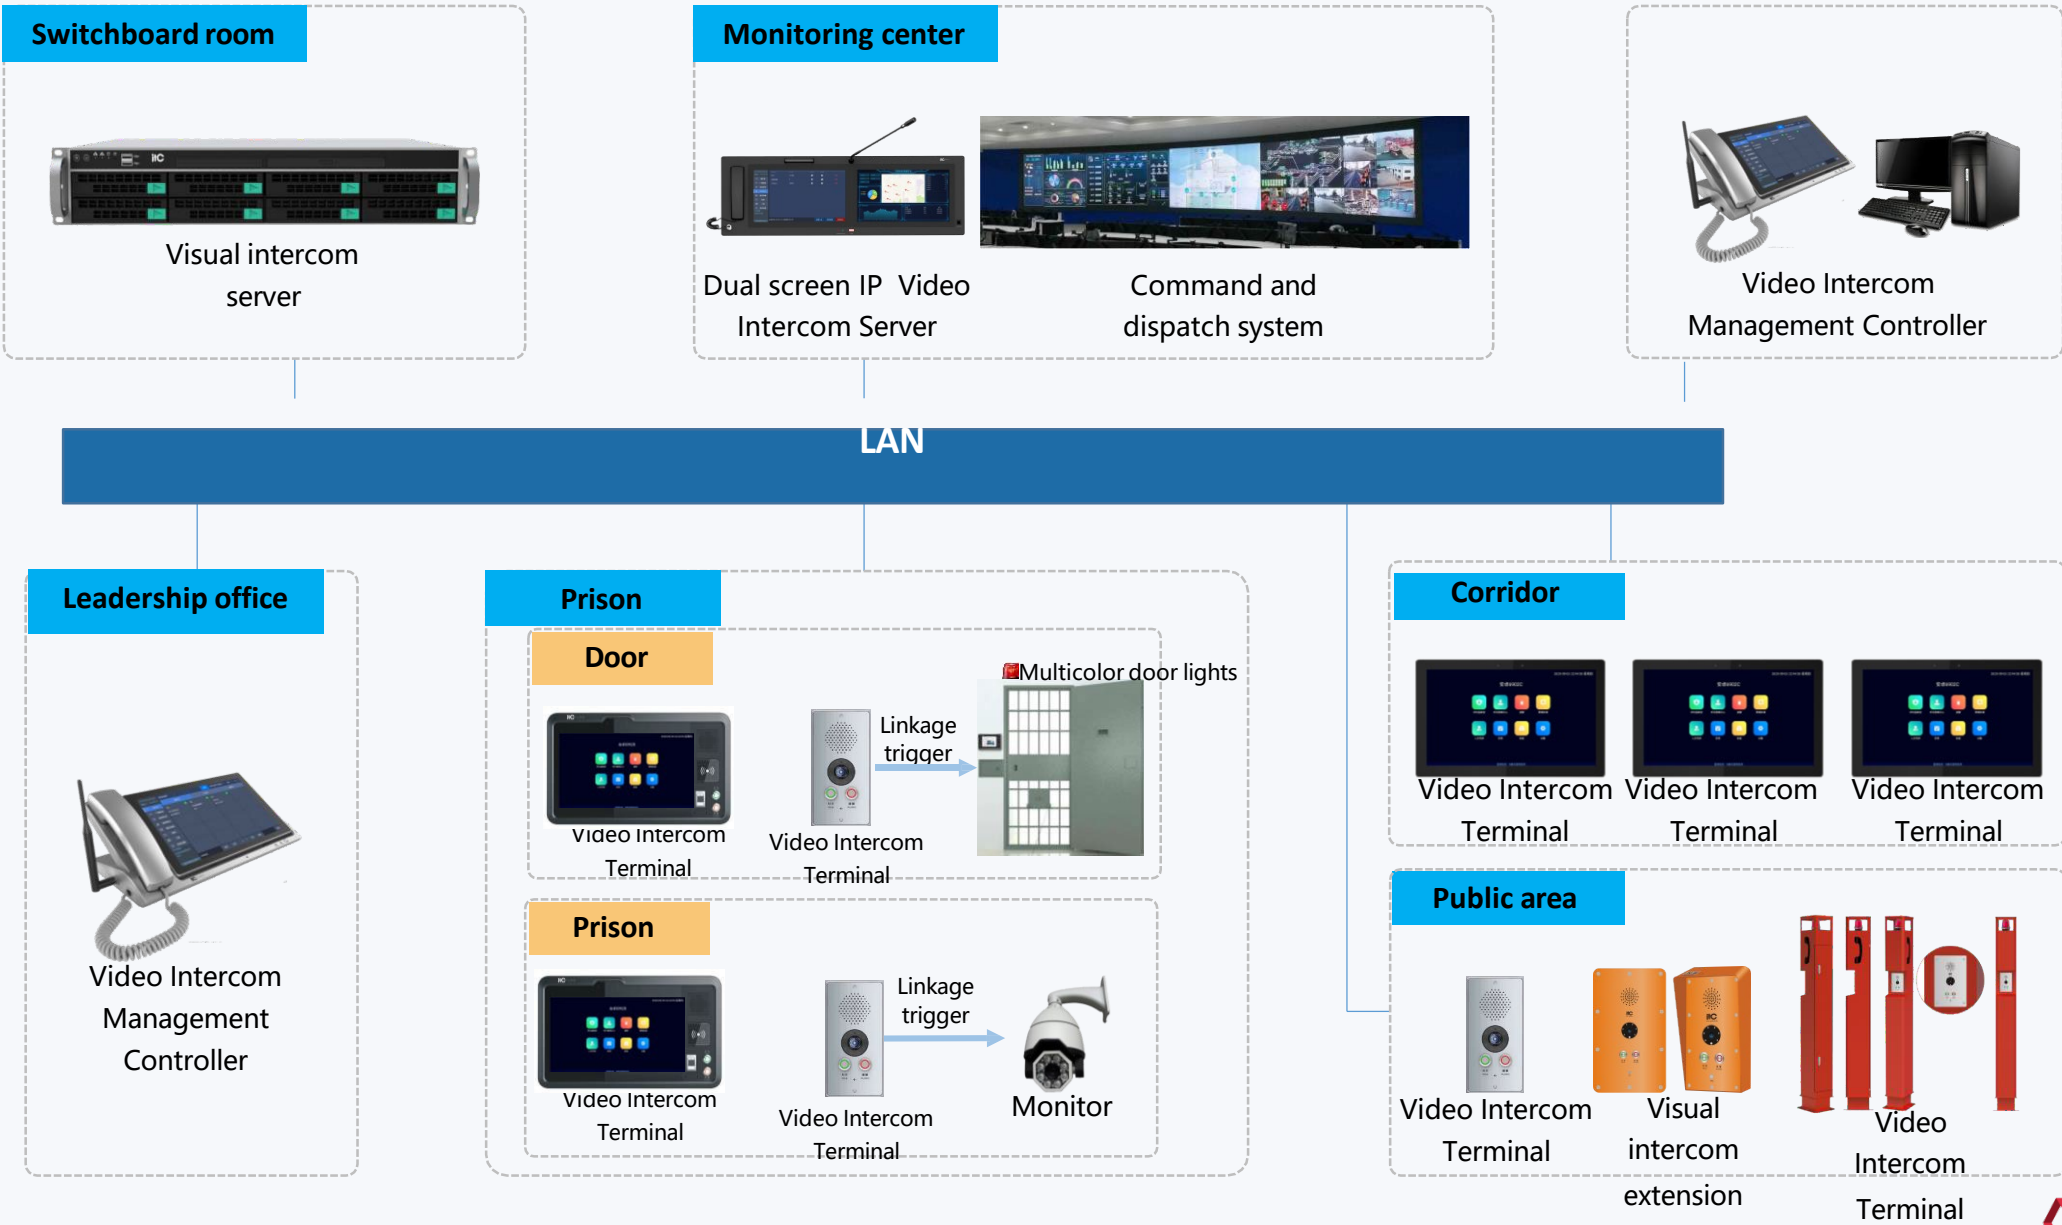 Switchboard room
itC
Visual intercom
server
Monitoring center
Dual screen IP Video
Intercom Server
Command and
dispatch system
Video Intercom
Management Controller
LAN
Leadership office
Video Intercom
Management
Controller
Prison
Door
Multicolor door lights
Linkage
trigger
Video Intercom
Terminal
Video Intercom
Terminal
Prison
Linkage
trigger
Video Intercom
Terminal
Video Intercom
Terminal
Monitor
Corridor
Video Intercom
Terminal
Video Intercom
Terminal
Video Intercom
Terminal
Public area
Video Intercom
Terminal
itC
itC
Visual
intercom
extension
Video
Intercom
Terminal